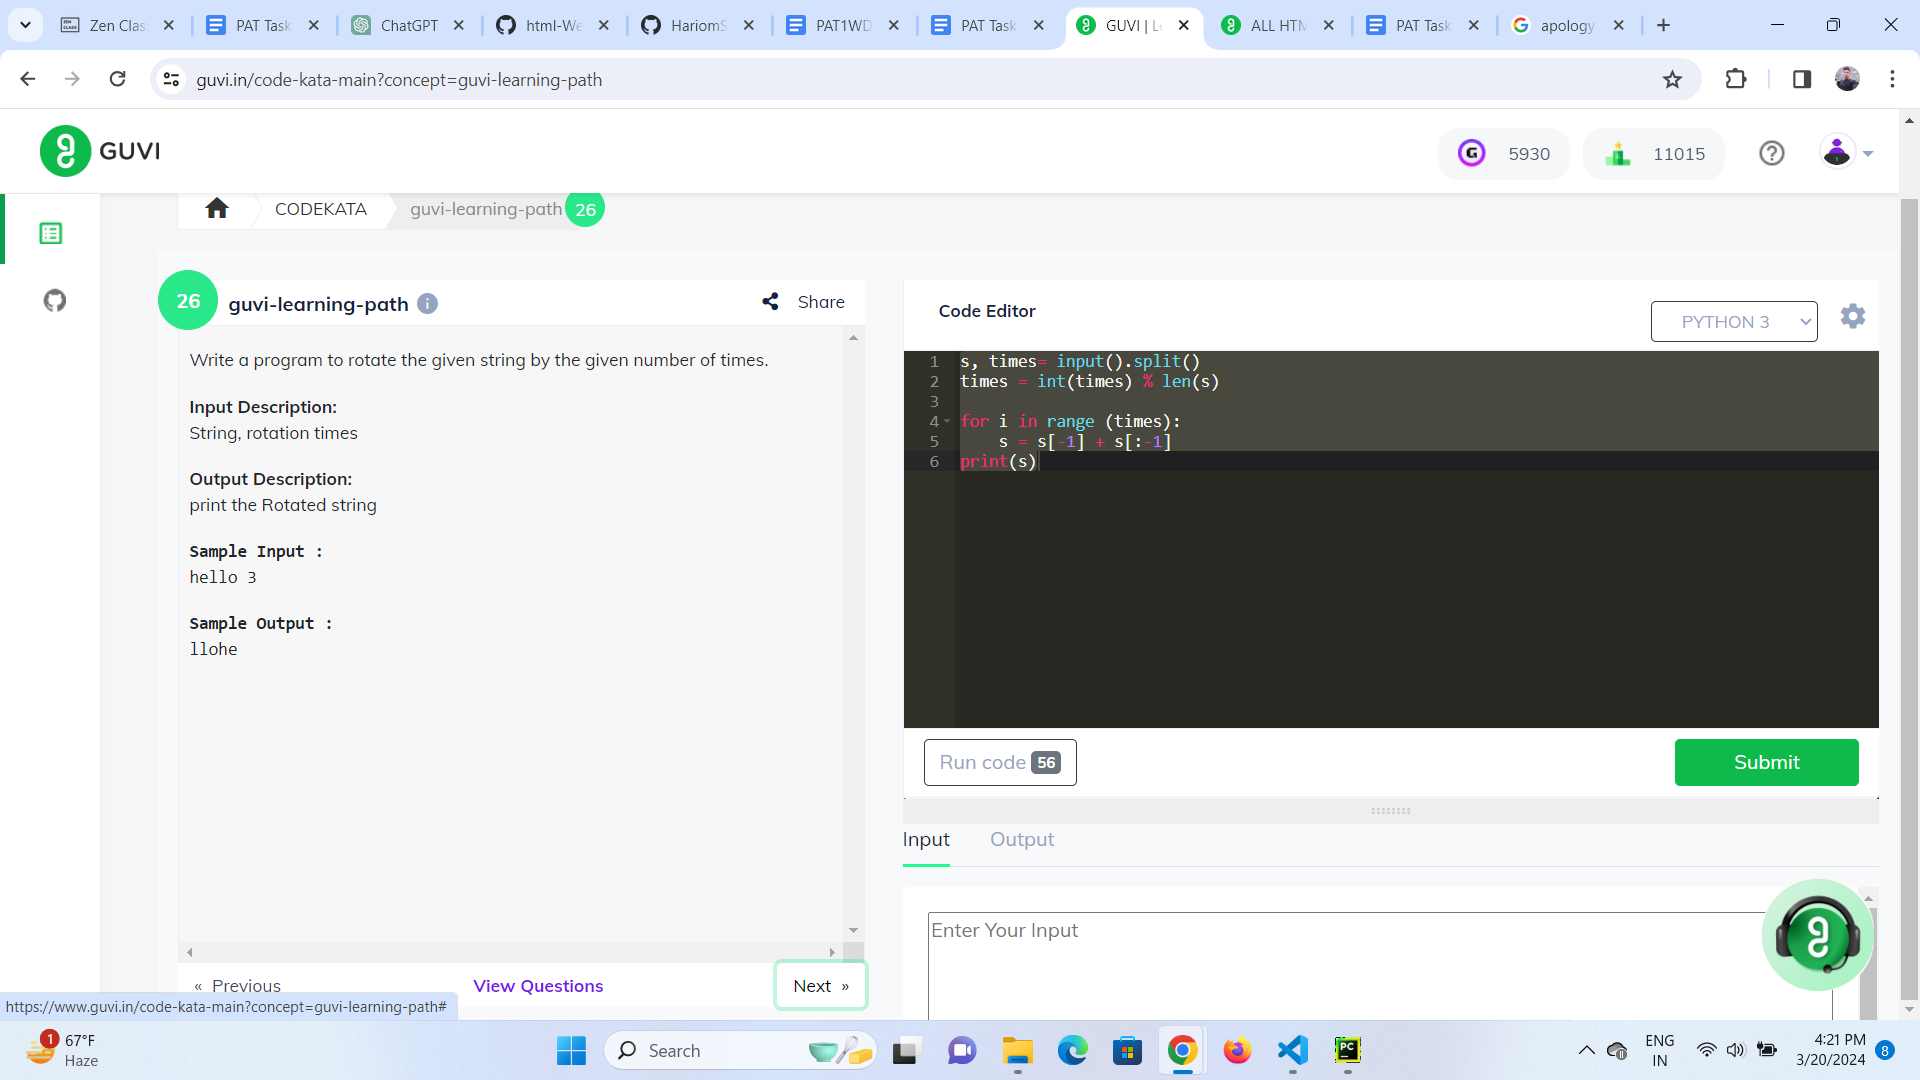 Zen Clas
PAT Task
ChatGPT
html-We
HariomS
PAT1WD
PAT Task
GUVI | Le
ALL HTM
PAT Task
apology
guvi.in/code-kata-main?concept=guvi-learning-path
GUVI
G 5930
11015
CODEKATA
guvi-learning-path 26
26 guvi-learning-path i
Share
Write a program to rotate the given string by the given number of times.
Input Description:
String, rotation times
Output Description:
print the Rotated string
Sample Input :
hello 3
Sample Output :
llohe
« Previous
View Questions
Next »
https://www.guvi.in/code-kata-main?concept=guvi-learning-path#
Code Editor
PYTHON 3
1 s, times= input().split()
2 times = int(times) % len(s)
3
4 for i in range (times):
5 s = s[-1] + s[:-1]
6 print(s)
Run code 56
Submit
Input
Output
Enter Your Input
1
67°F
Haze
Search
PC
ENG
IN
4:21 PM
3/20/2024
8